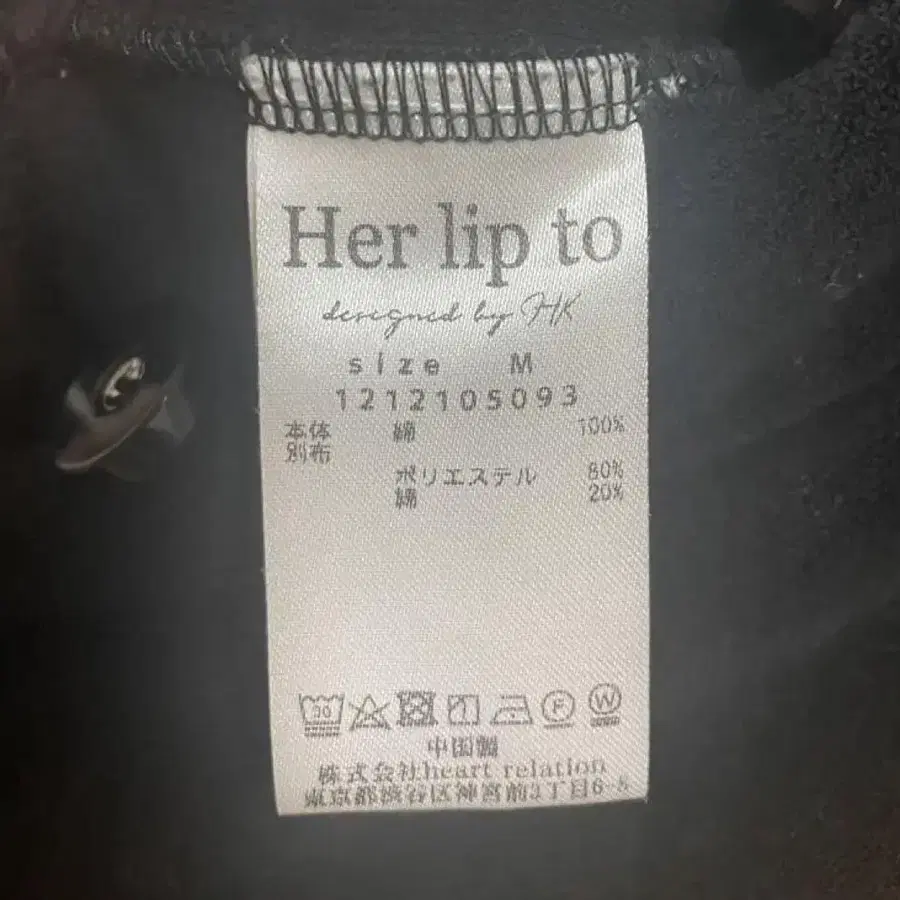 Her lip to
designed by HK
size M
1212105093
本体 綿 100%
別布
ポリエステル 80%
綿 20%
30 F W
中国製
株式会社heart relation
東京都渋谷区神宮前3丁目6-8